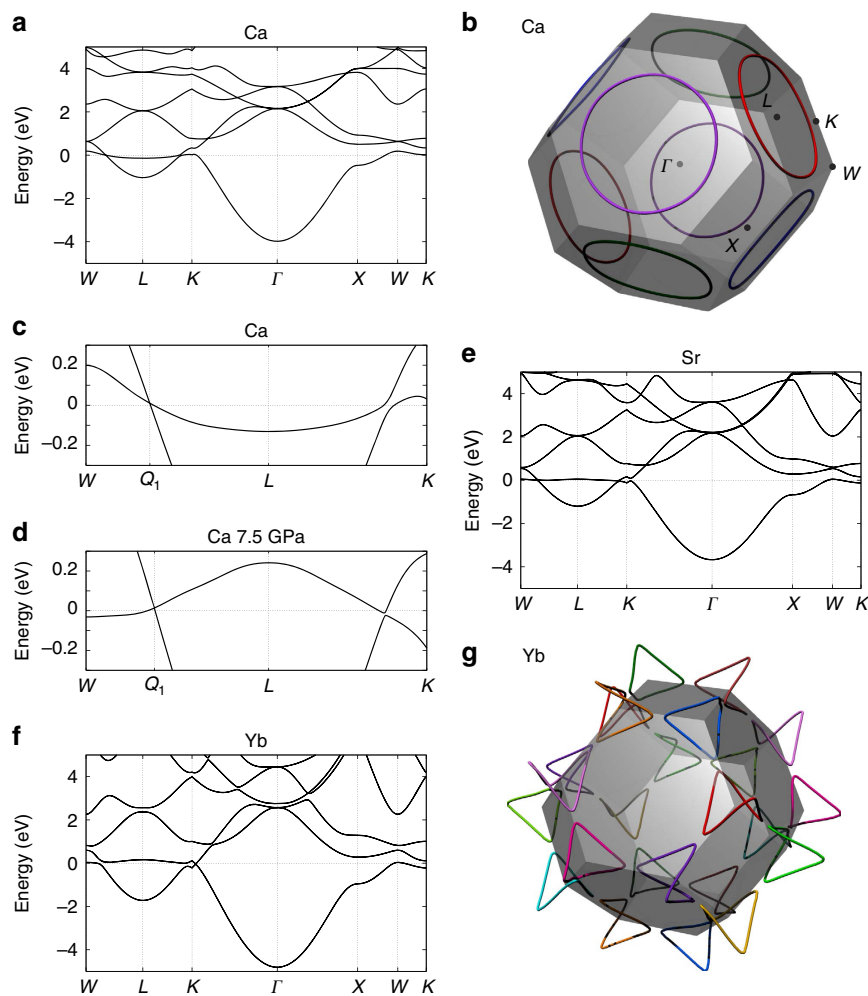 a
Ca
Energy (eV)
4
2
0
−2
−4
W L K Γ X W K
b
Ca
L
K
Γ
W
X
c
Ca
Energy (eV)
0.2
0
−0.2
W Q1 L K
d
Ca 7.5 GPa
Energy (eV)
0.2
0
−0.2
W Q1 L K
e
Sr
Energy (eV)
4
2
0
−2
−4
W L K Γ X W K
f
Yb
Energy (eV)
4
2
0
−2
−4
W L K Γ X W K
g
Yb